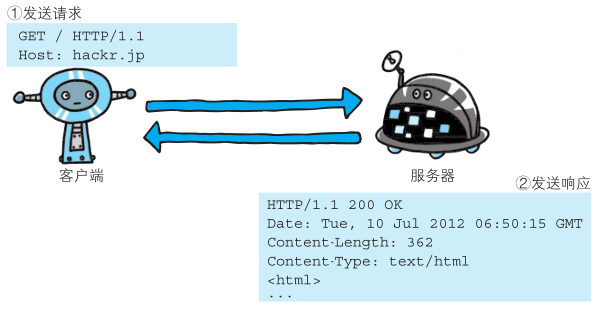 ①发送请求
GET / HTTP/1.1
Host: hackr.jp
客户端
服务器
②发送响应
HTTP/1.1 200 OK
Date: Tue, 10 Jul 2012 06:50:15 GMT
Content-Length: 362
Content-Type: text/html
<html>
...